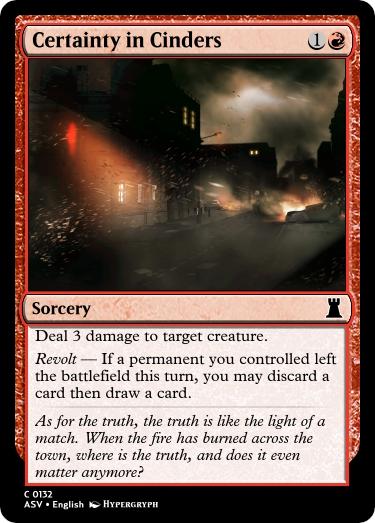 Certainty in Cinders 1
Sorcery
Deal 3 damage to target creature.
Revolt — If a permanent you controlled left
the battlefield this turn, you may discard a
card then draw a card.
As for the truth, the truth is like the light of a
match. When the fire has burned across the
town, where is the truth, and does it even
matter anymore?
C 0132
ASV • English HYPERGRYPH